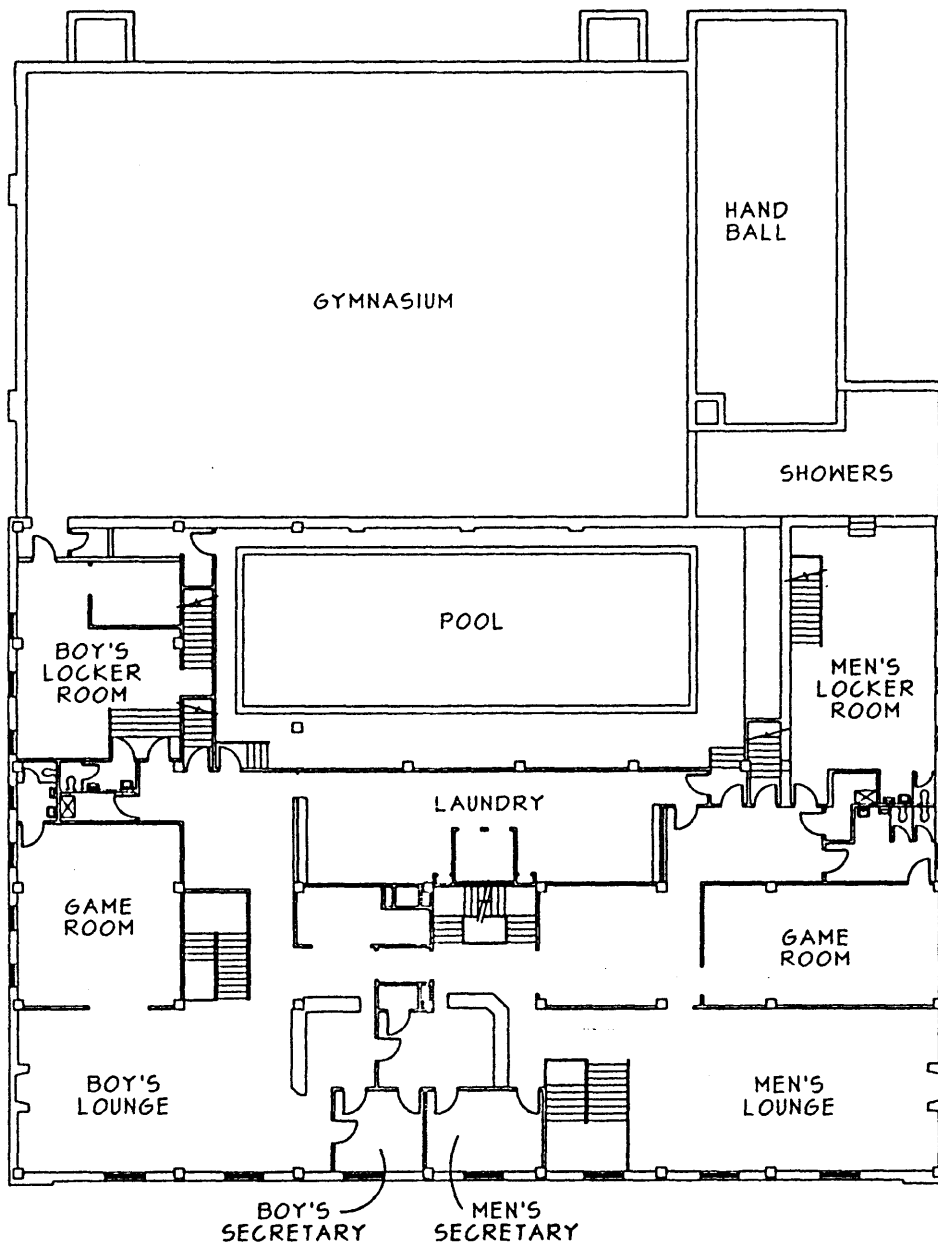 HAND
BALL
GYMNASIUM
SHOWERS
POOL
BOY'S
LOCKER
ROOM
MEN'S
LOCKER
ROOM
LAUNDRY
GAME
ROOM
GAME
ROOM
BOY'S
LOUNGE
MEN'S
LOUNGE
BOY'S
SECRETARY
MEN'S
SECRETARY